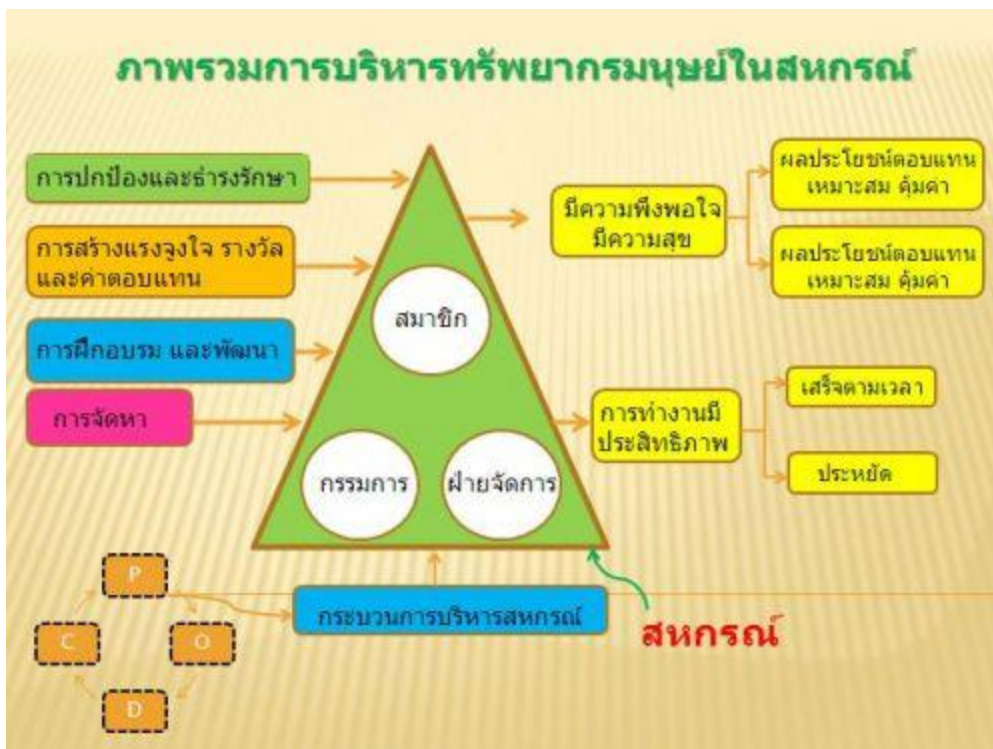 ภาพรวมการบริหารทรัพยากรมนุษย์ในสหกรณ์
การปกป้องและธำรงรักษา
การสร้างแรงจูงใจ รางวัล
และค่าตอบแทน
การฝึกอบรม และพัฒนา
การจัดหา
สมาชิก
กรรมการ
ฝ่ายจัดการ
มีความพึงพอใจ
มีความสุข
ผลประโยชน์ตอบแทน
เหมาะสม คุ้มค่า
ผลประโยชน์ตอบแทน
เหมาะสม คุ้มค่า
การทำงานมี
ประสิทธิภาพ
เสร็จตามเวลา
ประหยัด
P
C
O
D
กระบวนการบริหารสหกรณ์
สหกรณ์